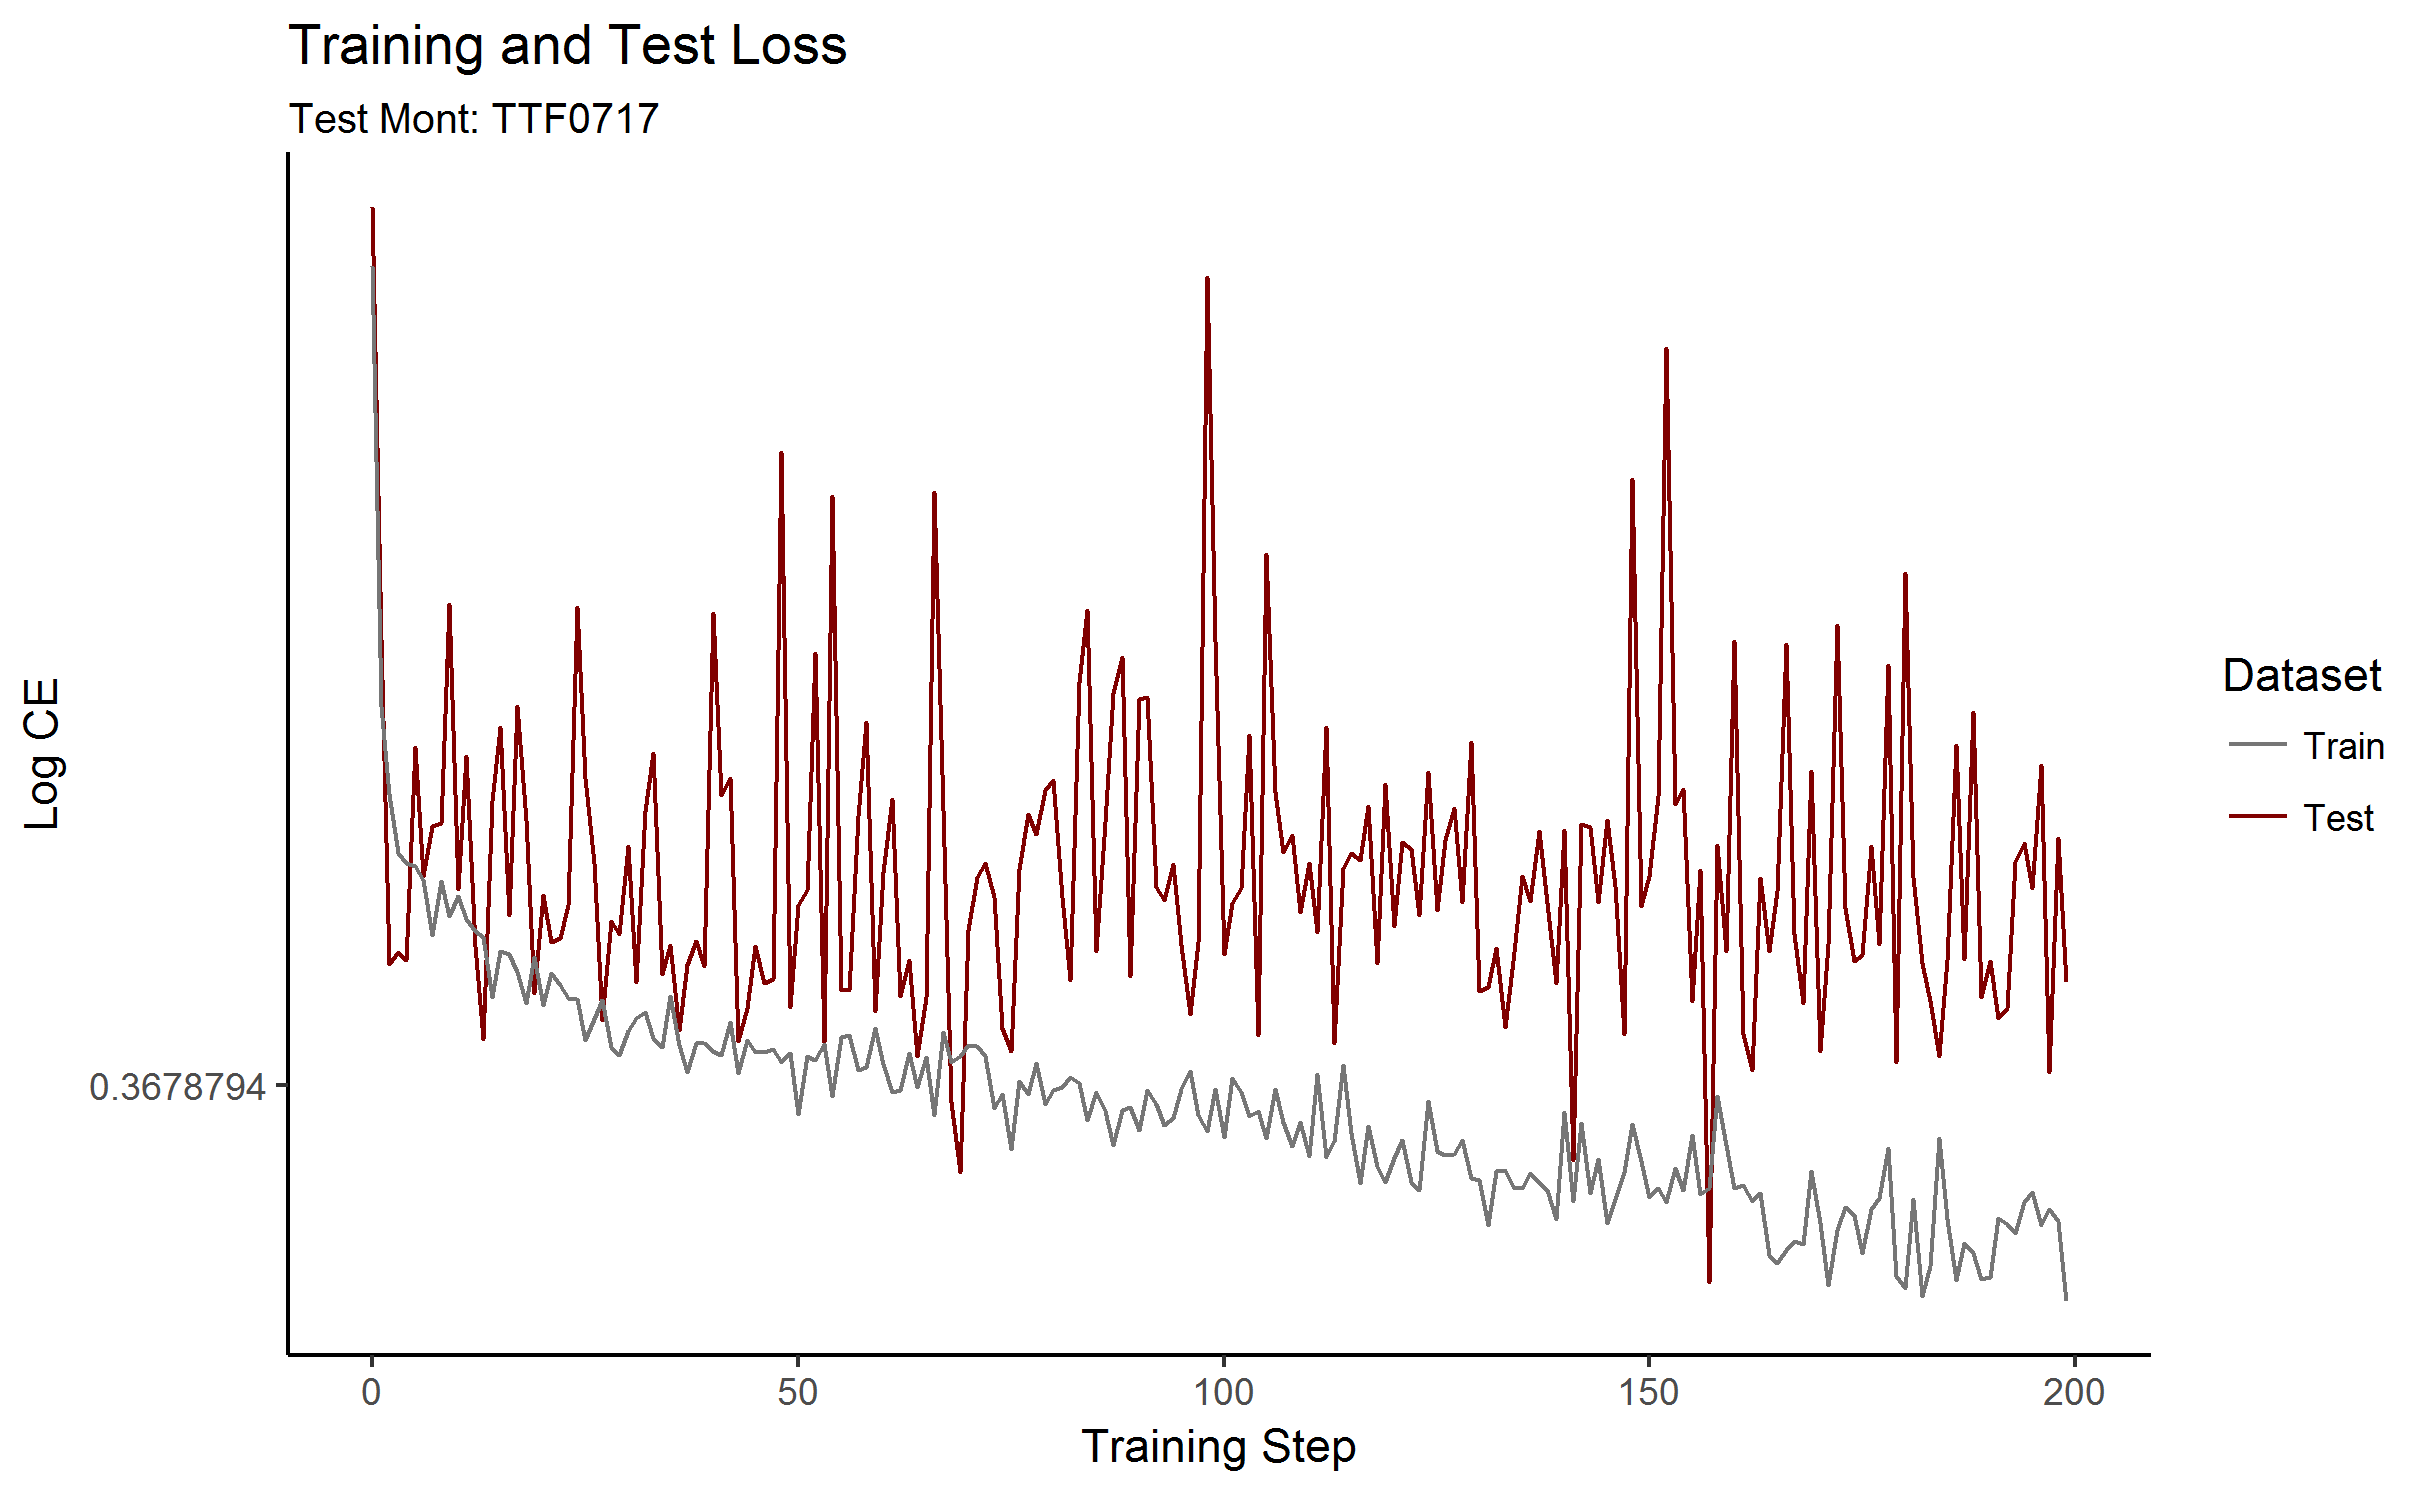 Training and Test Loss
Test Mont: TTF0717
Log CE
0.3678794
0 50 100 150 200
Training Step
Dataset
Train
Test